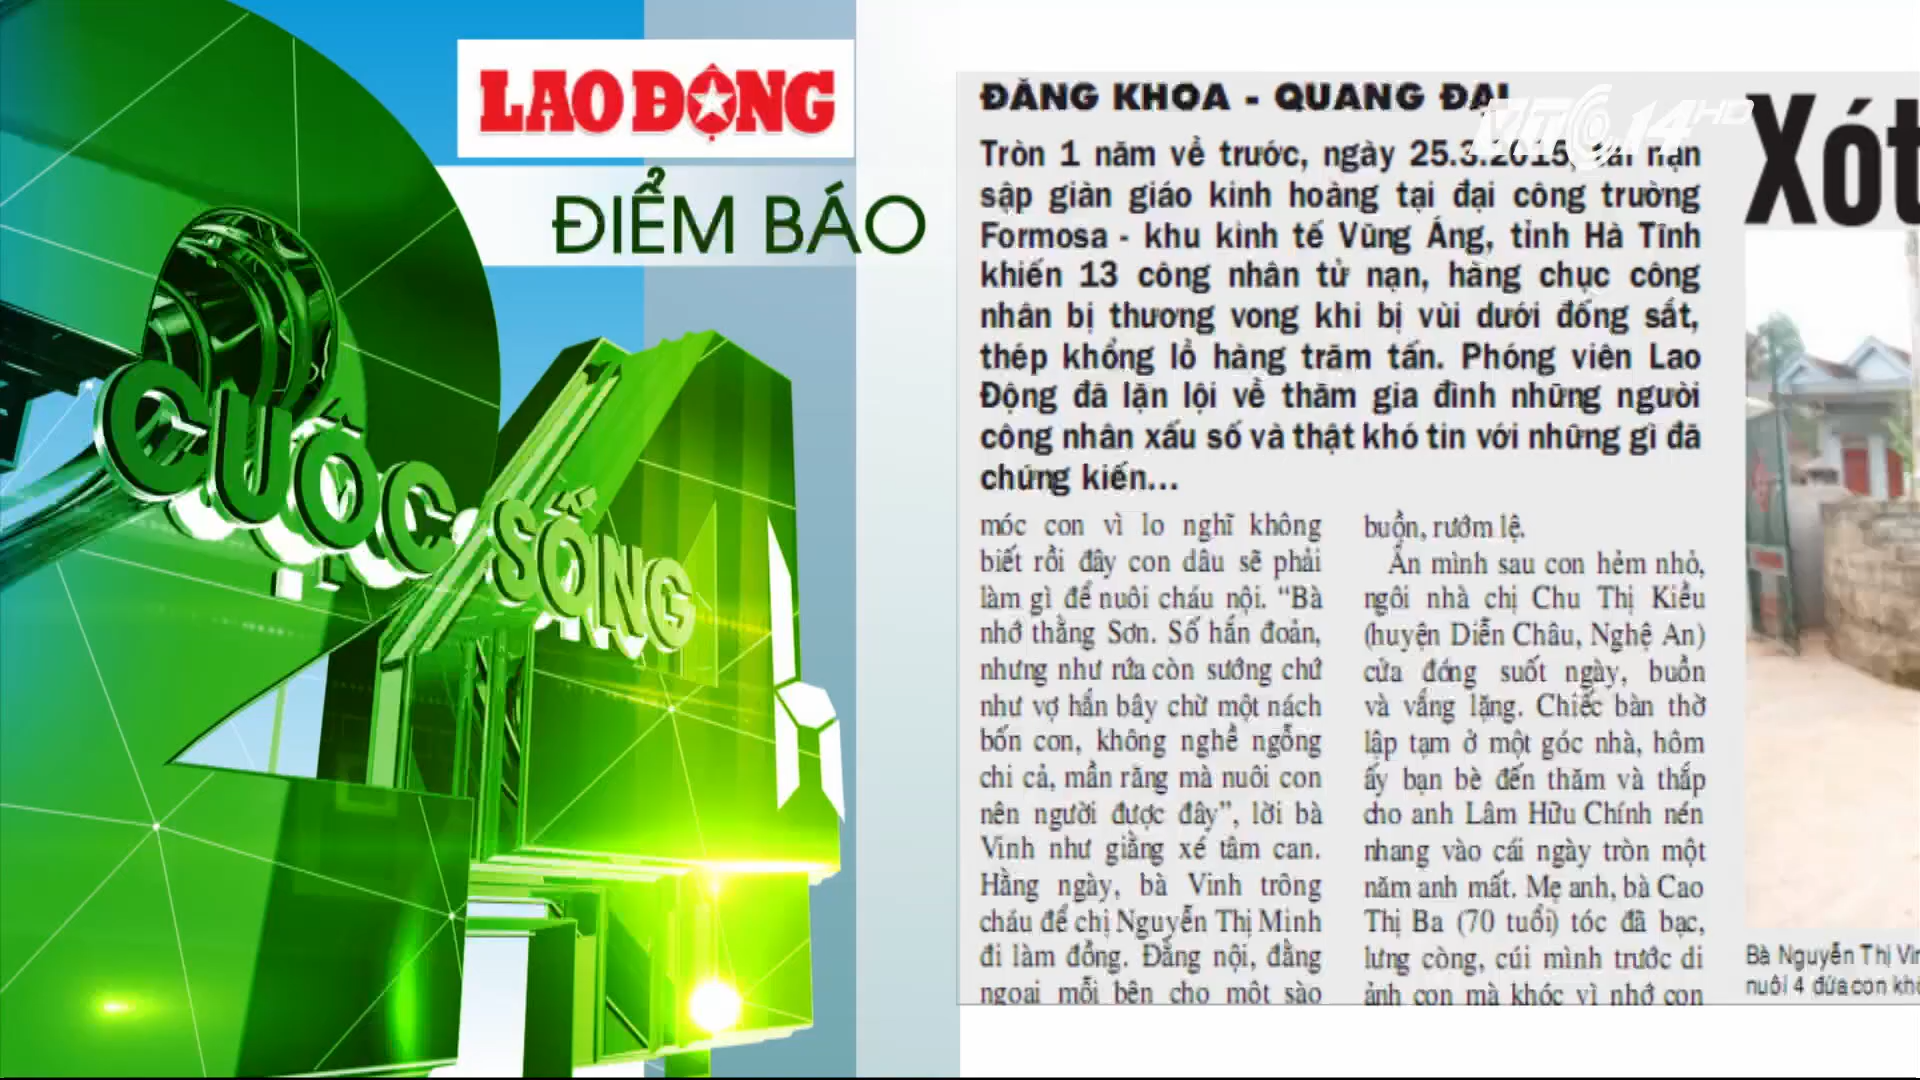 LAO ĐỘNG
ĐIỂM BÁO
CUỘC SỐNG
24h
VTC14 HD
ĐĂNG KHOA - QUANG ĐẠI
Tròn 1 năm về trước, ngày 25.3.2015, tai nạn
sập giàn giáo kinh hoàng tại đại công trường
Formosa - khu kinh tế Vũng Áng, tỉnh Hà Tĩnh
khiến 13 công nhân tử nạn, hàng chục công
nhân bị thương vong khi bị vùi dưới đống sắt,
thép khổng lồ hàng trăm tấn. Phóng viên Lao
Động đã lặn lội về thăm gia đình những người
công nhân xấu số và thật khó tin với những gì đã
chứng kiến...
móc con vì lo nghĩ không
biết rồi đây con dâu sẽ phải
làm gì để nuôi cháu nội. “Bà
nhớ thằng Sơn. Số hắn đoản,
nhưng như rứa còn sướng chứ
như vợ hắn bây chừ một nách
bốn con, không nghề ngỗng
chi cả, mần răng mà nuôi con
nên người được đây”, lời bà
Vinh như giằng xé tâm can.
Hằng ngày, bà Vinh trông
cháu để chị Nguyễn Thị Minh
đi làm đồng. Đằng nội, đằng
ngoại mỗi bên cho một sào
buồn, rướm lệ.
Ẩn mình sau con hẻm nhỏ,
ngôi nhà chị Chu Thị Kiều
(huyện Diễn Châu, Nghệ An)
cửa đóng suốt ngày, buồn
và vắng lặng. Chiếc bàn thờ
lập tạm ở một góc nhà, hôm
ấy bạn bè đến thăm và thắp
cho anh Lâm Hữu Chính nén
nhang vào cái ngày tròn một
năm anh mất. Mẹ anh, bà Cao
Thị Ba (70 tuổi) tóc đã bạc,
lưng còng, cúi mình trước di
ảnh con mà khóc vì nhớ con
Xót
Bà Nguyễn Thị Vin
nuôi 4 đứa con kh